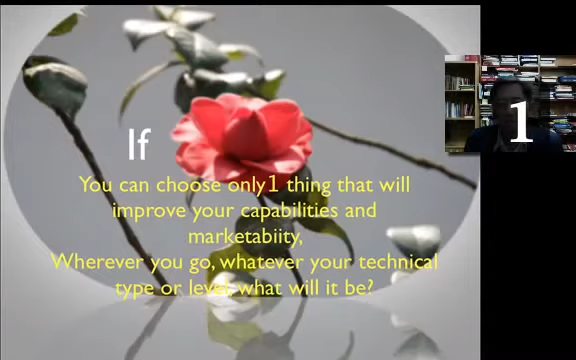 If
You can choose only 1 thing that will
improve your capabilities and
marketabiity,
Wherever you go, whatever your technical
type or level, what will it be?
1